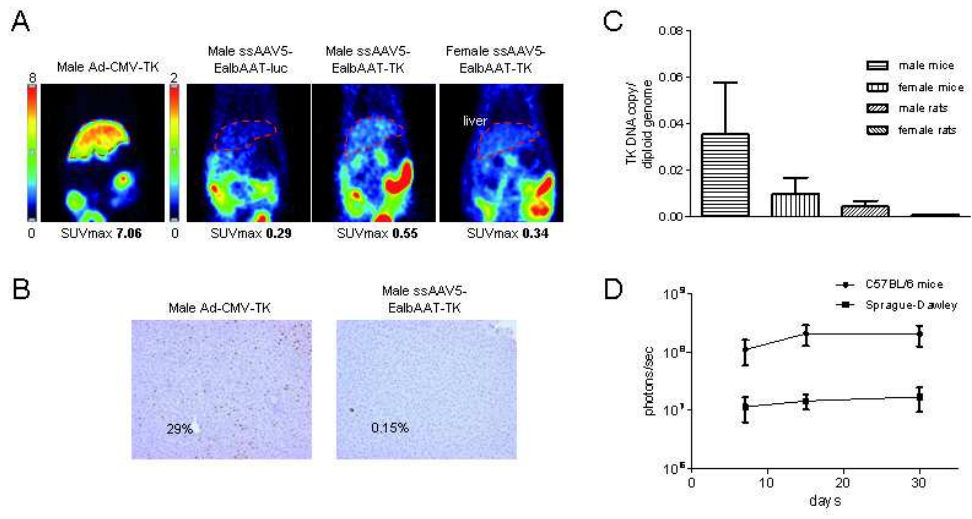 A
Male Ad-CMV-TK
Male ssAAV5-
EalbAAT-luc
Male ssAAV5-
EalbAAT-TK
Female ssAAV5-
EalbAAT-TK
8
0
2
0
liver
SUVmax 7.06
SUVmax 0.29
SUVmax 0.55
SUVmax 0.34
B
Male Ad-CMV-TK
Male ssAAV5-
EalbAAT-TK
29%
0.15%
C
TK DNA copy/
diploid genome
0.08
0.06
0.04
0.02
0.00
male mice
female mice
male rats
female rats
D
C57BL/6 mice
Sprague-Dawley
photons/sec
10⁹
10⁸
10⁷
10⁶
0
10
20
30
days